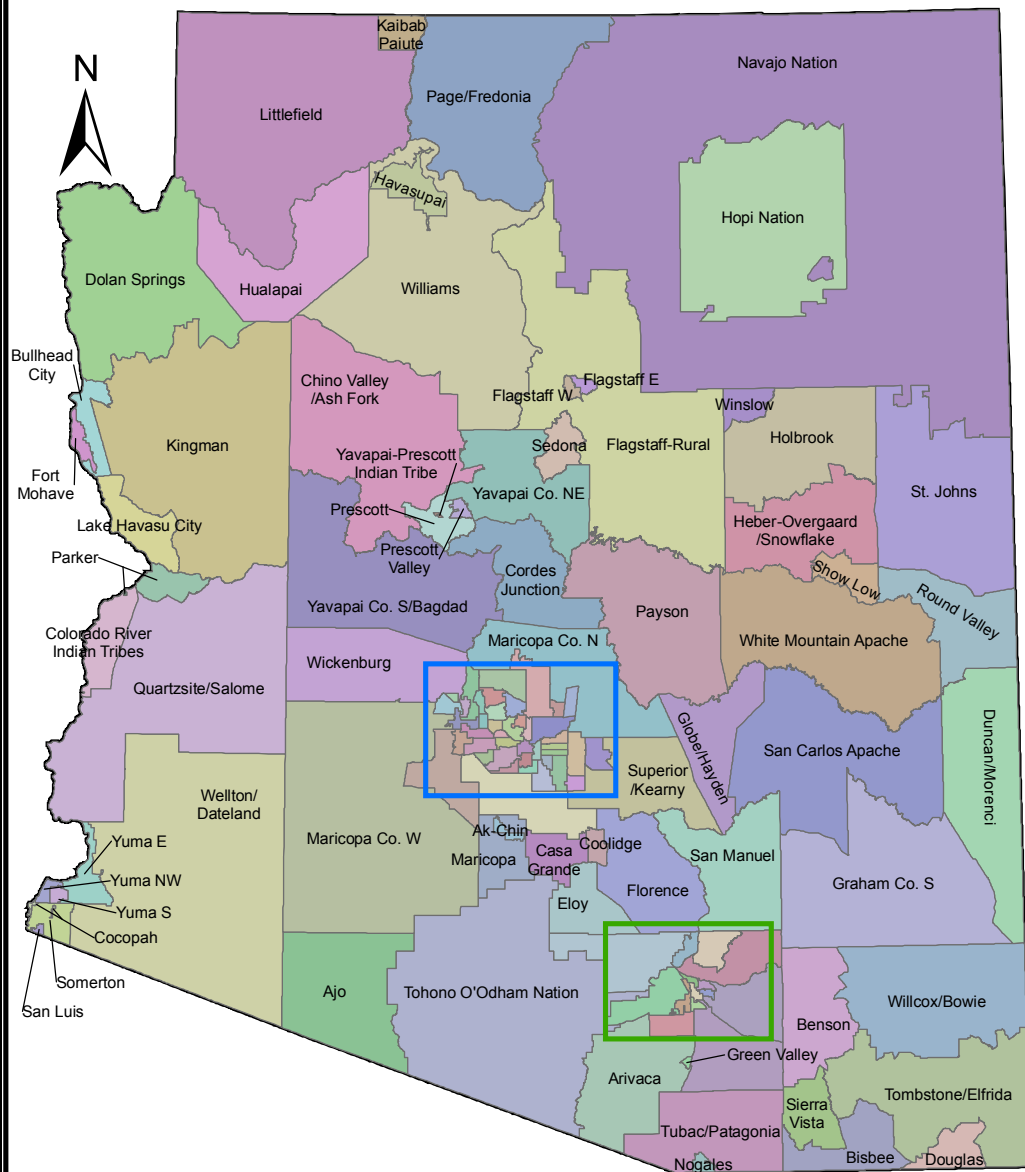 Kaibab
Paiute
Navajo Nation
N
Page/Fredonia
Littlefield
Havasupai
Hopi Nation
Dolan Springs
Hualapai
Williams
Bullhead
City
Chino Valley
/Ash Fork
Flagstaff E
Flagstaff W
Winslow
Kingman
Sedona
Flagstaff-Rural
Holbrook
Yavapai-Prescott
Indian Tribe
Fort
Mohave
Yavapai Co. NE
St. Johns
Prescott
Lake Havasu City
Heber-Overgaard
/Snowflake
Parker
Prescott
Valley
Cordes
Junction
Show Low
Round Valley
Yavapai Co. S/Bagdad
Payson
Colorado River
Indian Tribes
Maricopa Co. N
White Mountain Apache
Wickenburg
Quartzsite/Salome
Globe/Hayden
Duncan/Morenci
San Carlos Apache
Superior
/Kearny
Wellton/
Dateland
Maricopa Co. W
Ak-Chin
Coolidge
Yuma E
Maricopa
Casa
Grande
San Manuel
Yuma NW
Florence
Graham Co. S
Eloy
Yuma S
Cocopah
Somerton
San Luis
Ajo
Tohono O'Odham Nation
Willcox/Bowie
Benson
Green Valley
Arivaca
Tombstone/Elfrida
Sierra
Vista
Tubac/Patagonia
Bisbee
Douglas
Nogales